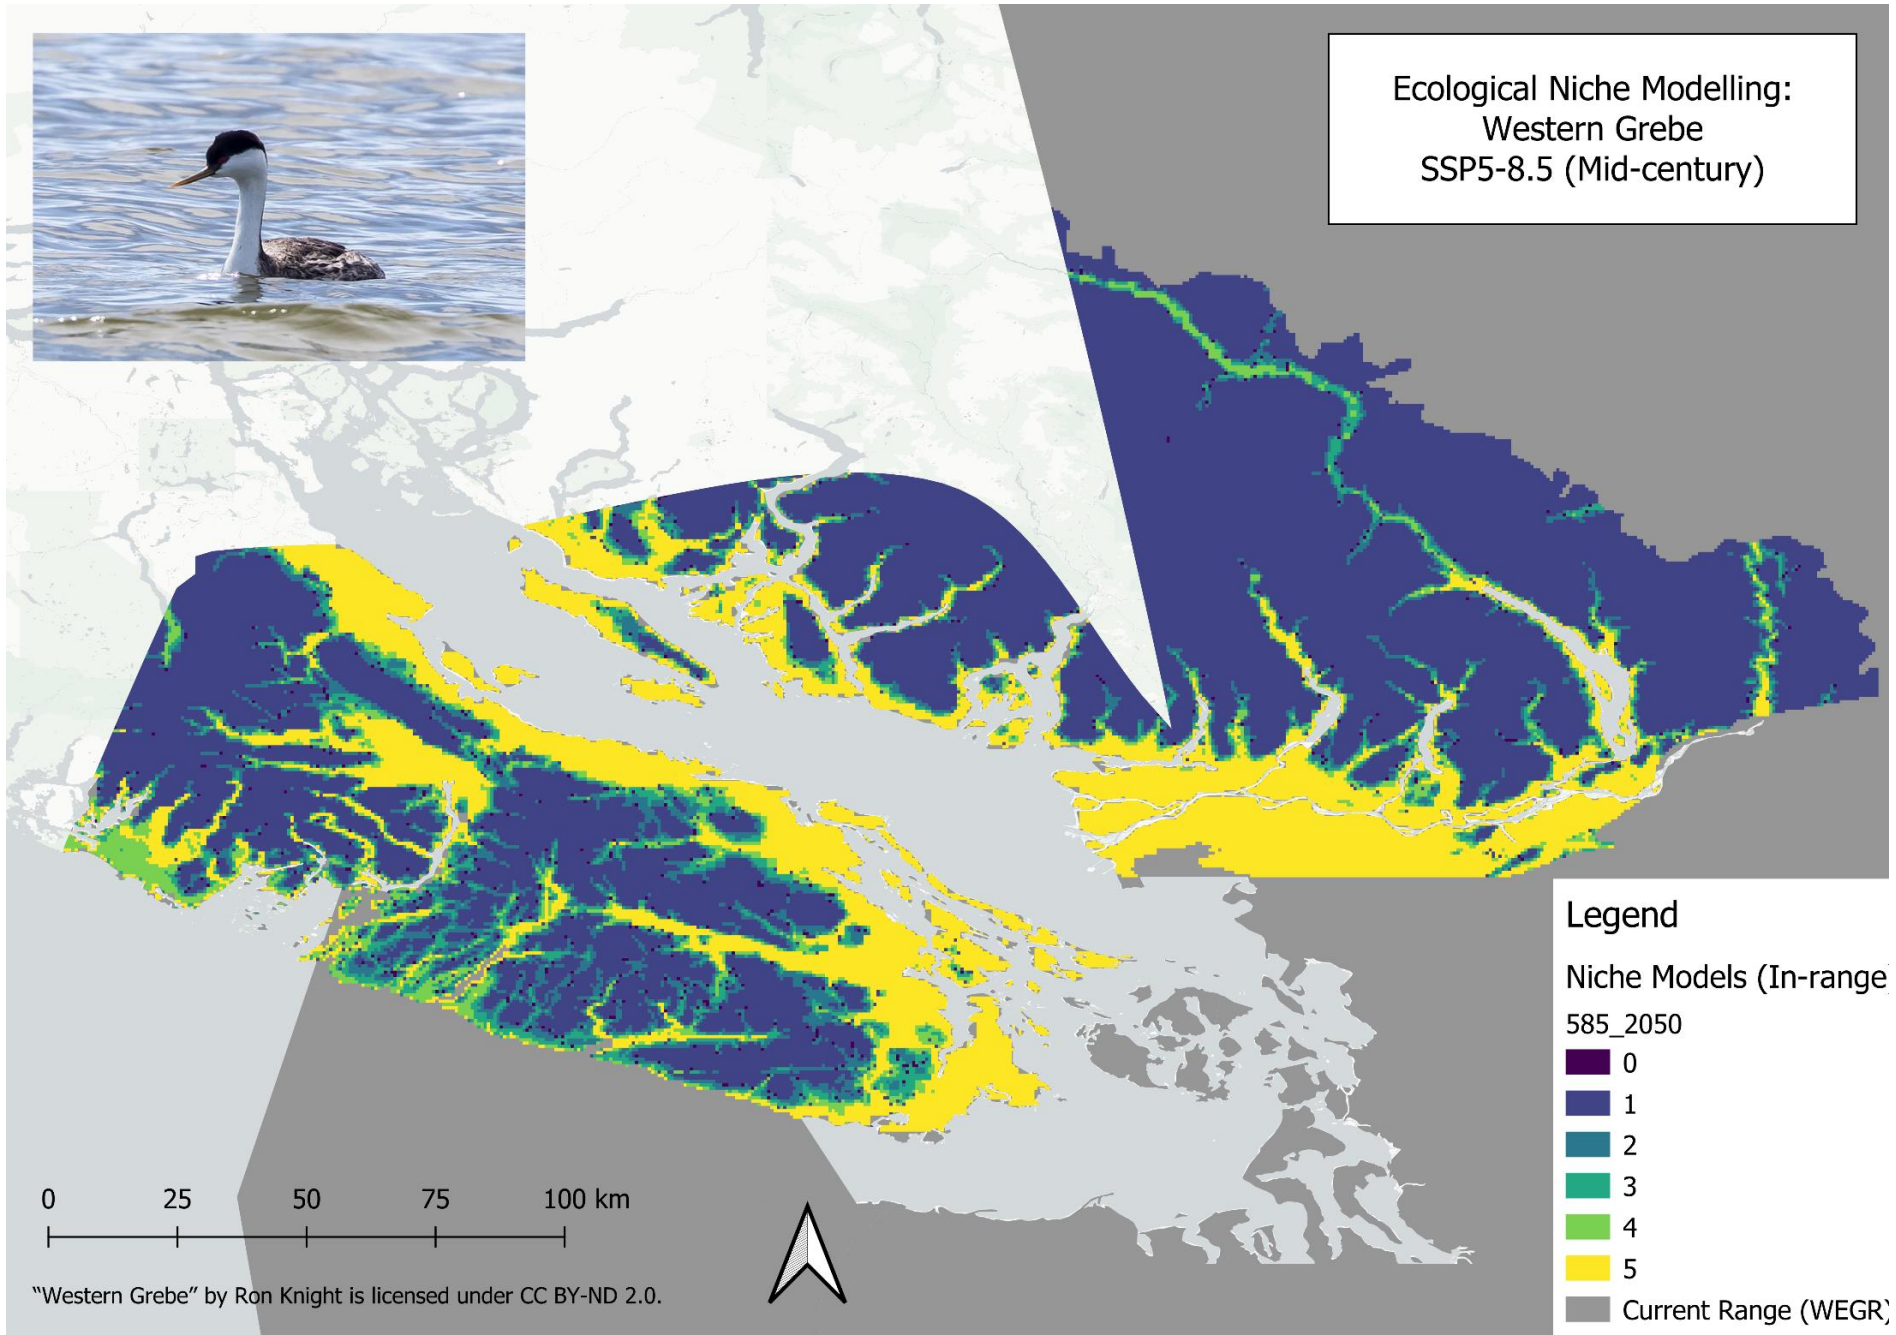 Ecological Niche Modelling:
Western Grebe
SSP5-8.5 (Mid-century)
Legend
Niche Models (In-range)
585_2050
0
1
2
3
4
5
Current Range (WEGR)
0 25 50 75 100 km
“Western Grebe” by Ron Knight is licensed under CC BY-ND 2.0.